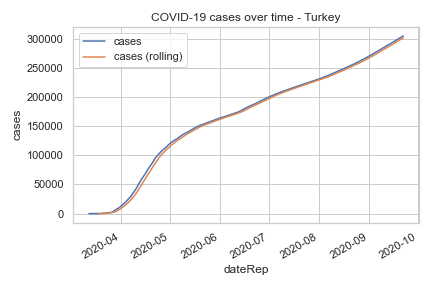 COVID-19 cases over time - Turkey
cases
cases (rolling)
300000
250000
200000
150000
100000
50000
0
cases
2020-04
2020-05
2020-06
2020-07
2020-08
2020-09
2020-10
dateRep